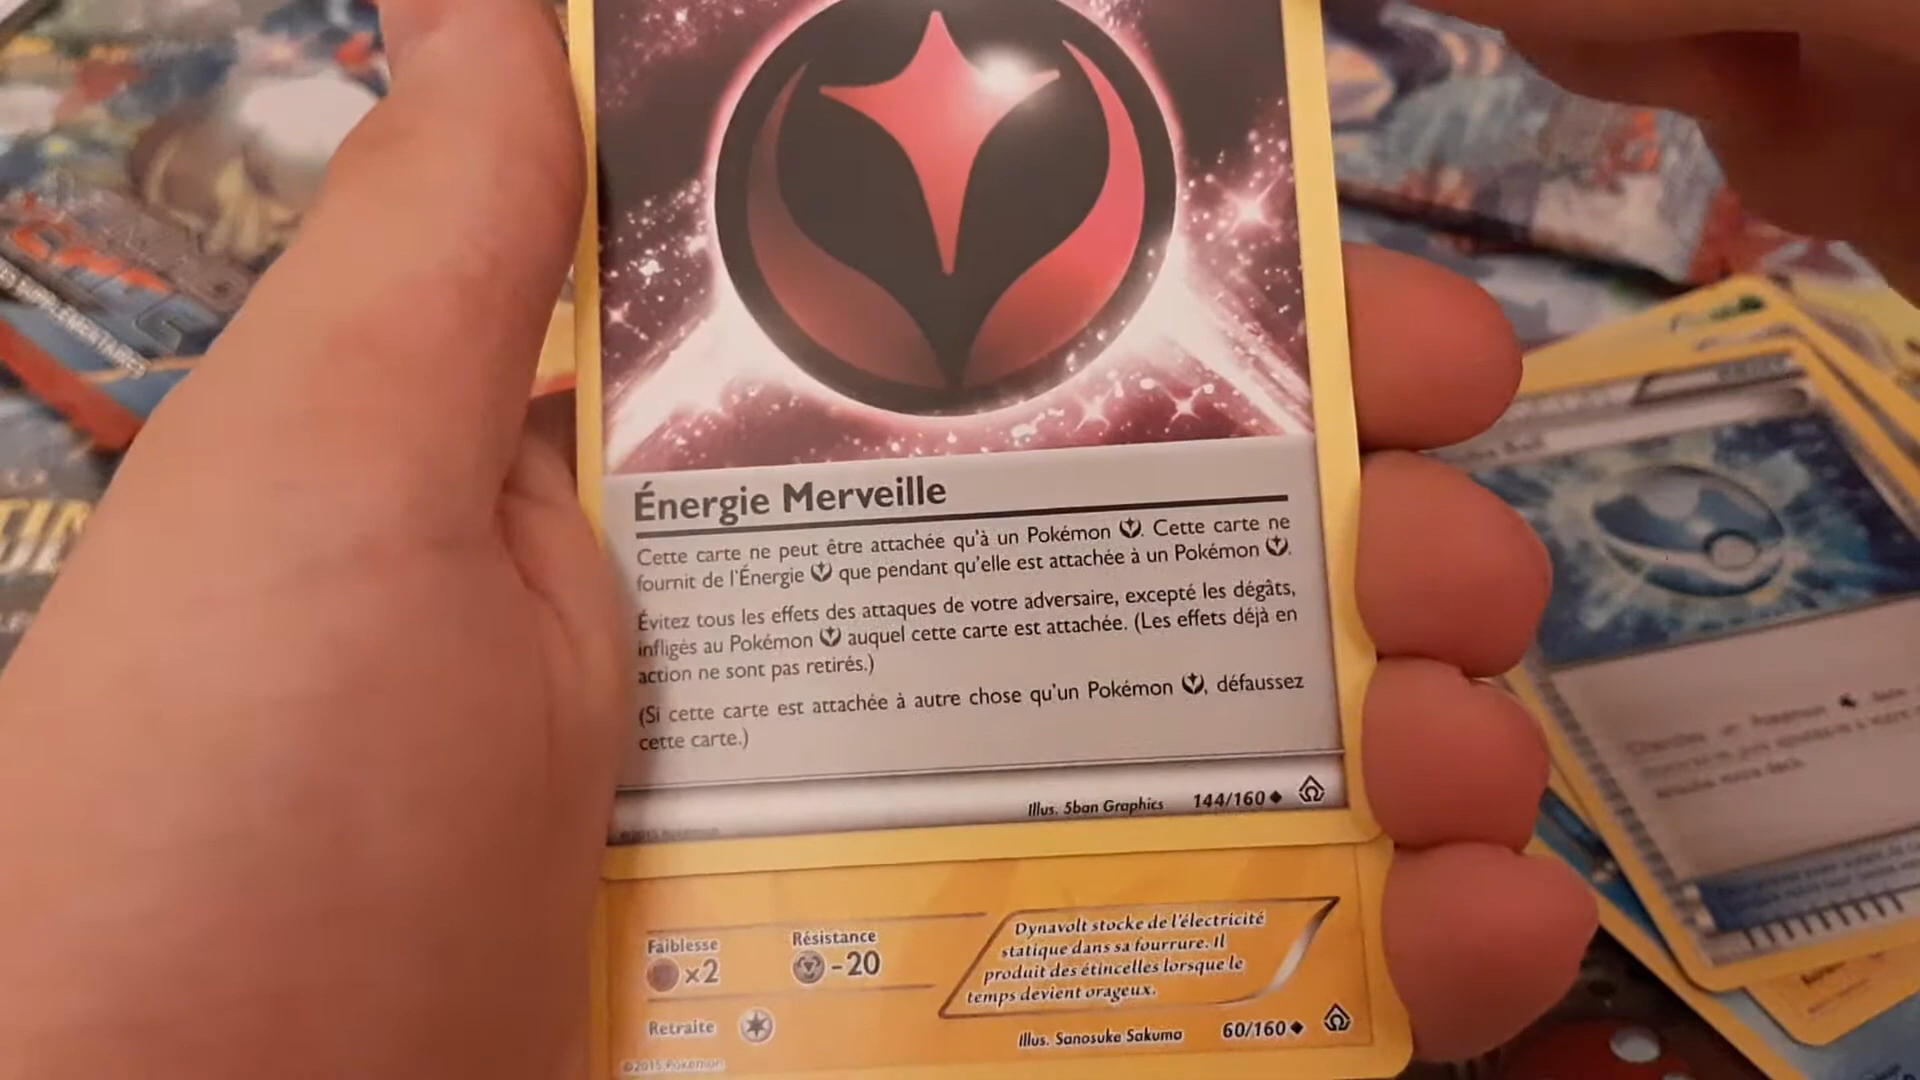 Énergie Merveille
Cette carte ne peut être attachée qu'à un Pokémon . Cette carte ne
fournit de l'Énergie que pendant qu'elle est attachée à un Pokémon .
Évitez tous les effets des attaques de votre adversaire, excepté les dégâts,
infligés au Pokémon auquel cette carte est attachée. (Les effets déjà en
action ne sont pas retirés.)
(Si cette carte est attachée à autre chose qu'un Pokémon , défaussez
cette carte.)
Illus. 5ban Graphics 144/160
©2015 Pokémon
Faiblesse
×2
Résistance
-20
Retraite
Dynavolt stocke de l'électricité
statique dans sa fourrure. Il
produit des étincelles lorsque le
temps devient orageux.
Illus. Sanosuke Sakuma 60/160
©2015 Pokémon